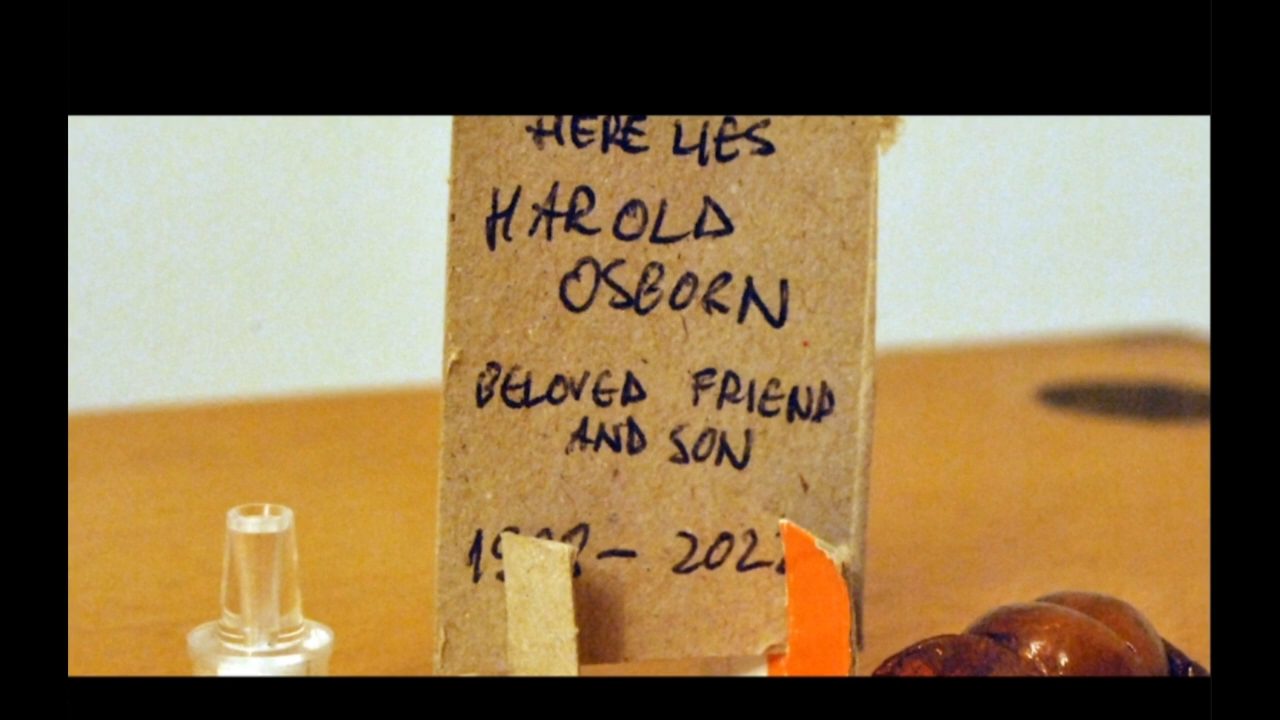 HERE LIES
HAROLD
OSBORN
BELOVED FRIEND
AND SON